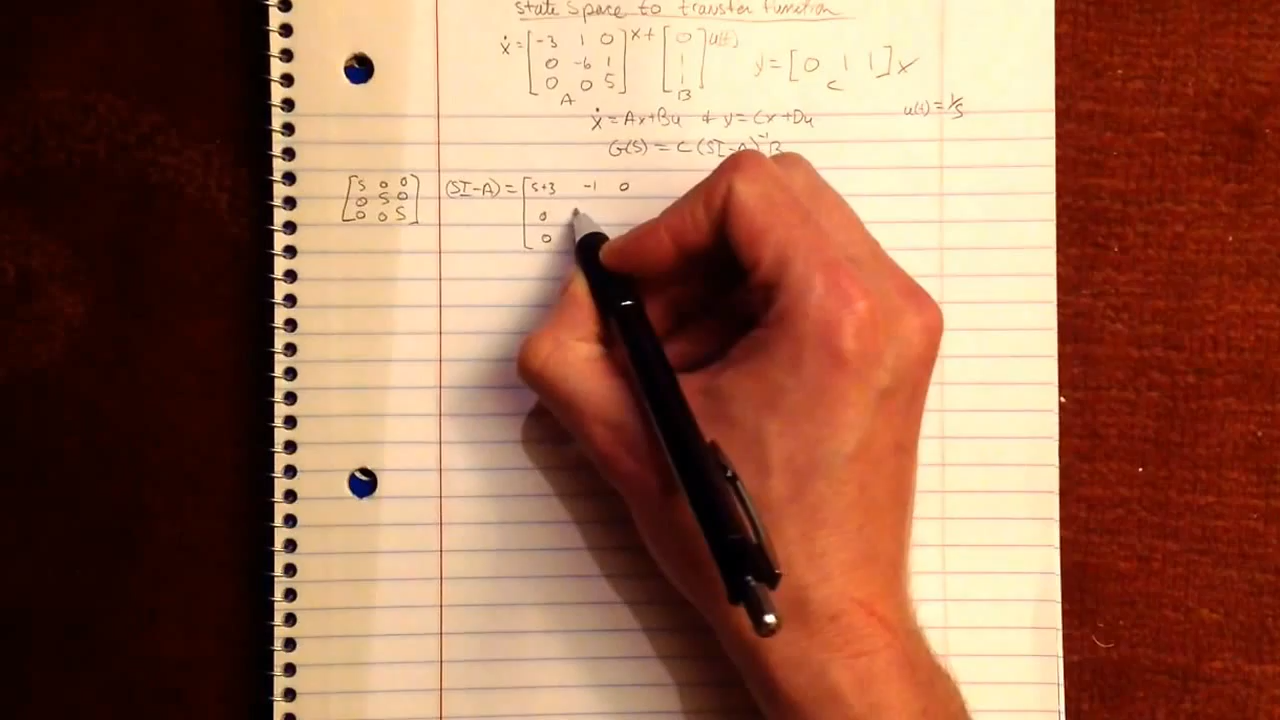 State Space to transfer function
ẋ = [-3 1 0] x + [0] u(t) y = [0 1 1] x
0 -6 1 1
0 0 5 1
A B C
ẋ = Ax+Bu & y = Cx+Du u(t) = 1/s
G(s) = C(SI-A)⁻¹B
[S 0 0] (SI-A) = [s+3 -1 0
0 S 0 0
0 0 S 0